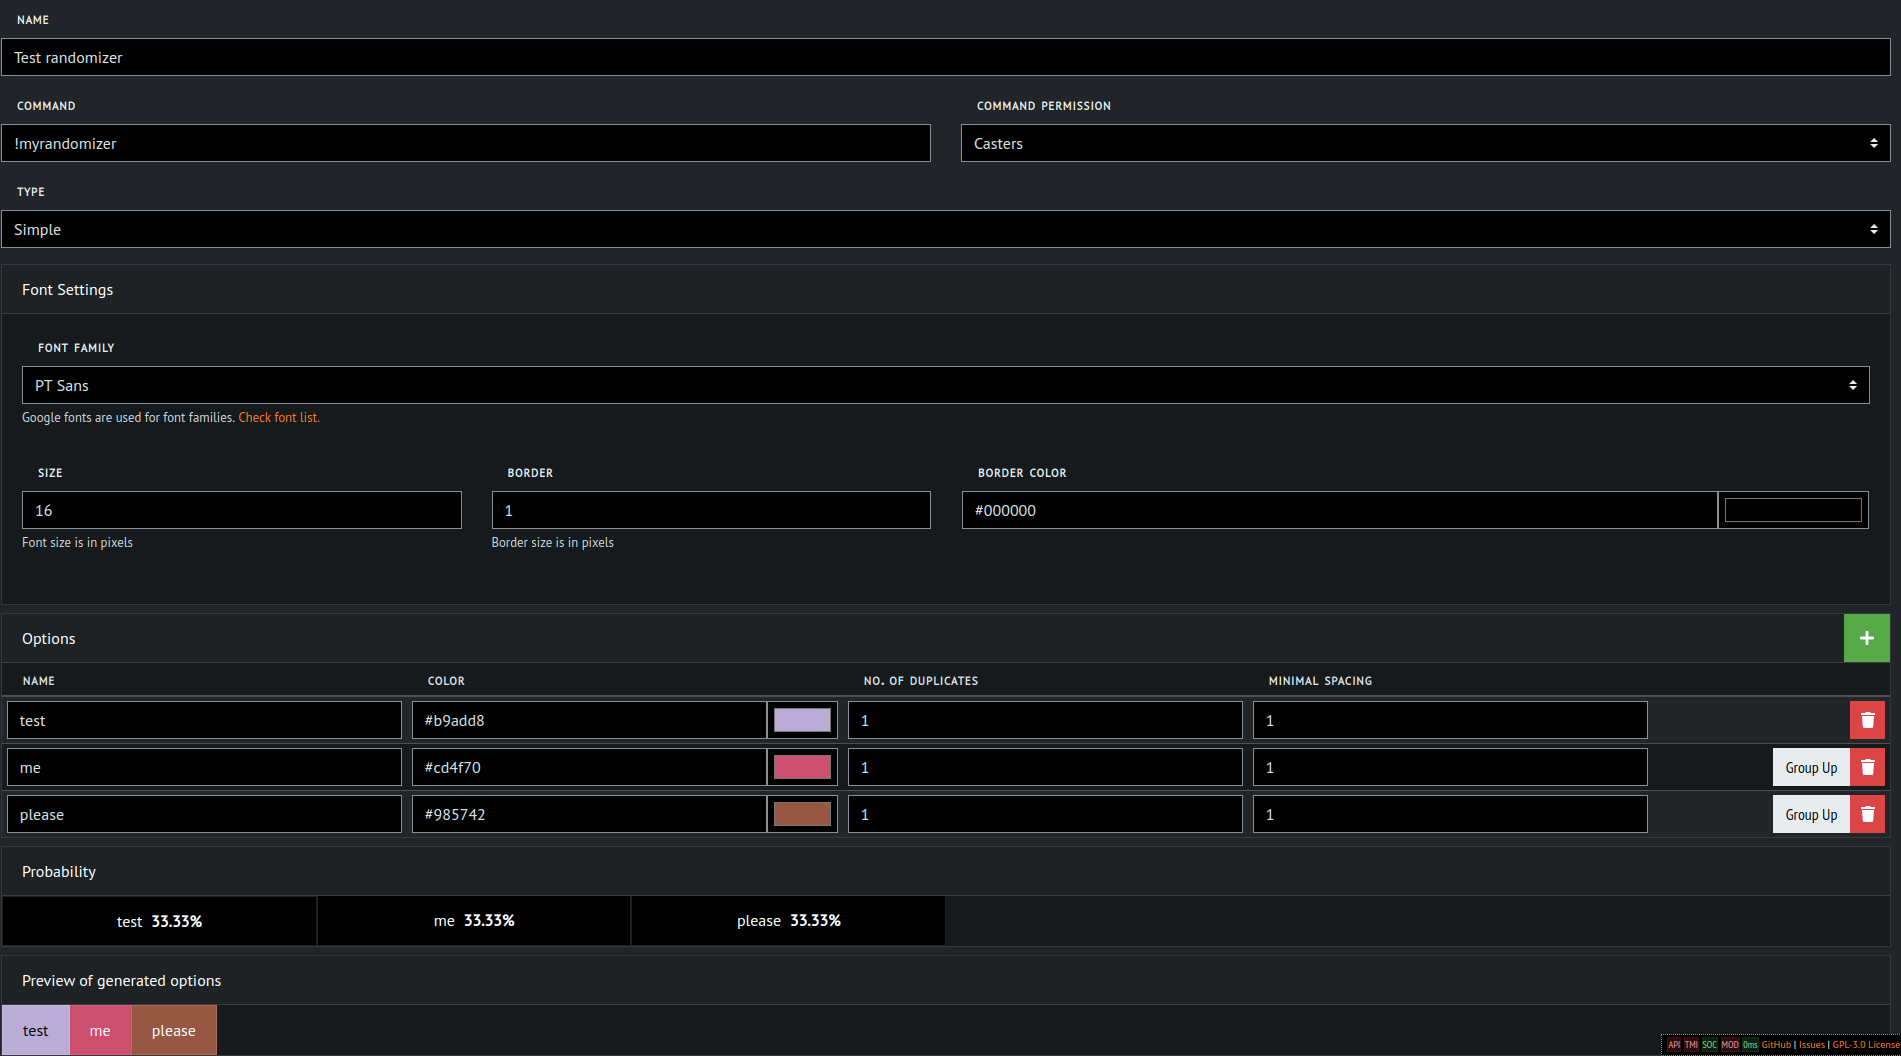 NAME
Test randomizer
COMMAND COMMAND PERMISSION
!myrandomizer Casters
TYPE
Simple
Font Settings
FONT FAMILY
PT Sans
Google fonts are used for font families. Check font list.
SIZE BORDER BORDER COLOR
16 1 #000000
Font size is in pixels Border size is in pixels
Options
NAME COLOR NO. OF DUPLICATES MINIMAL SPACING
test #b9add8 1 1
me #cd4f70 1 1 Group Up
please #985742 1 1 Group Up
Probability
test 33.33% me 33.33% please 33.33%
Preview of generated options
test me please
API TMI SOC MOD 0ms GitHub | Issues | GPL-3.0 License